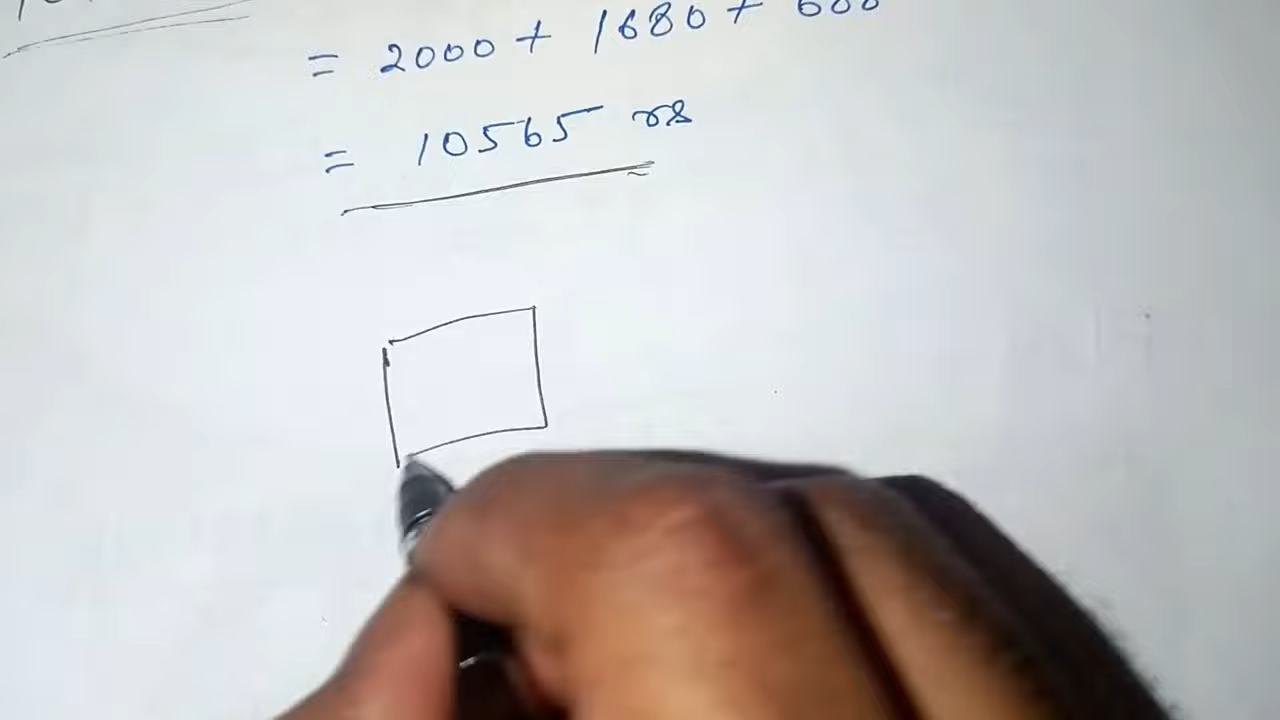 = 2000 + 1680 + 600
= 10565 rs